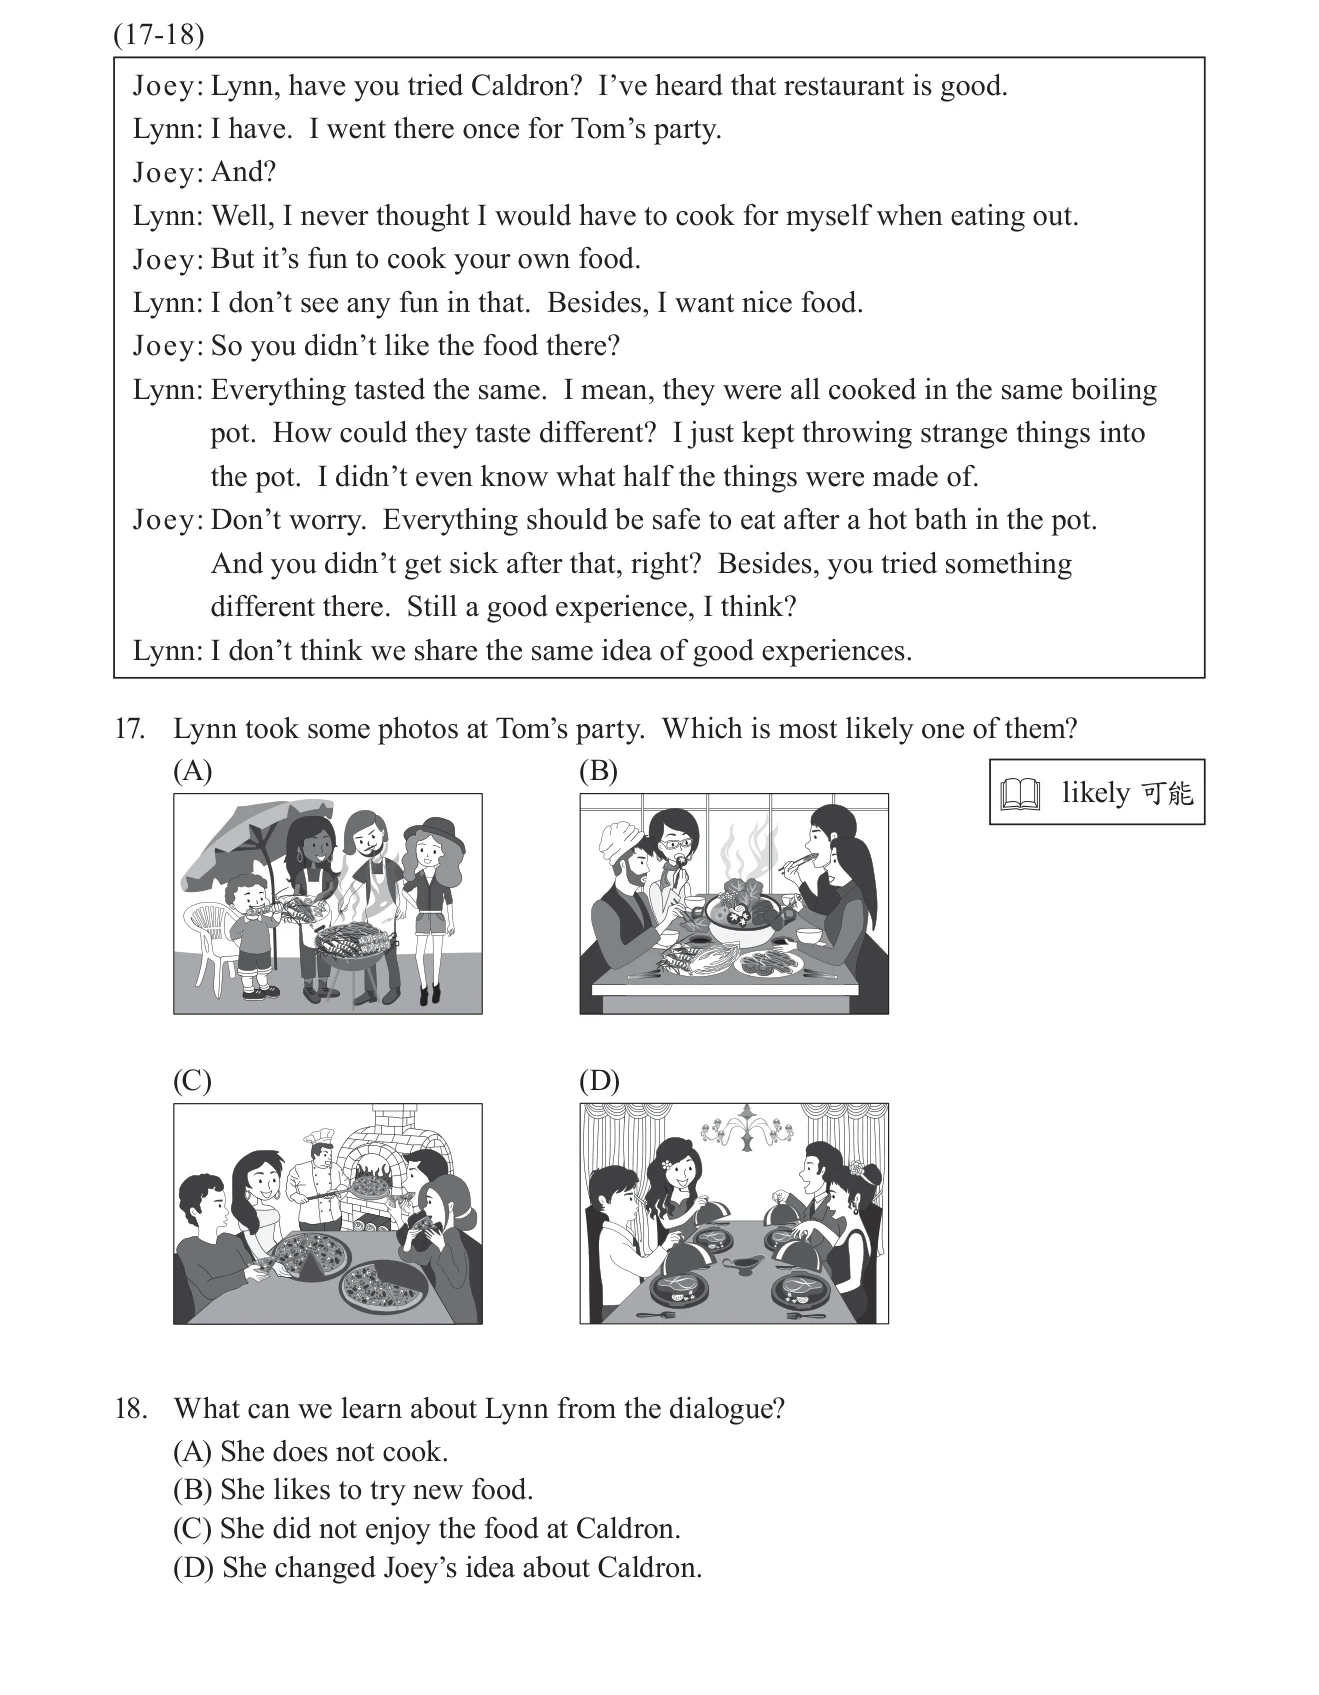 (17-18)
Joey: Lynn, have you tried Caldron? I’ve heard that restaurant is good.
Lynn: I have. I went there once for Tom’s party.
Joey: And?
Lynn: Well, I never thought I would have to cook for myself when eating out.
Joey: But it’s fun to cook your own food.
Lynn: I don’t see any fun in that. Besides, I want nice food.
Joey: So you didn’t like the food there?
Lynn: Everything tasted the same. I mean, they were all cooked in the same boiling
pot. How could they taste different? I just kept throwing strange things into
the pot. I didn’t even know what half the things were made of.
Joey: Don’t worry. Everything should be safe to eat after a hot bath in the pot.
And you didn’t get sick after that, right? Besides, you tried something
different there. Still a good experience, I think?
Lynn: I don’t think we share the same idea of good experiences.
17. Lynn took some photos at Tom’s party. Which is most likely one of them?
(A)
(B)
likely 可能
(C)
(D)
18. What can we learn about Lynn from the dialogue?
(A) She does not cook.
(B) She likes to try new food.
(C) She did not enjoy the food at Caldron.
(D) She changed Joey’s idea about Caldron.